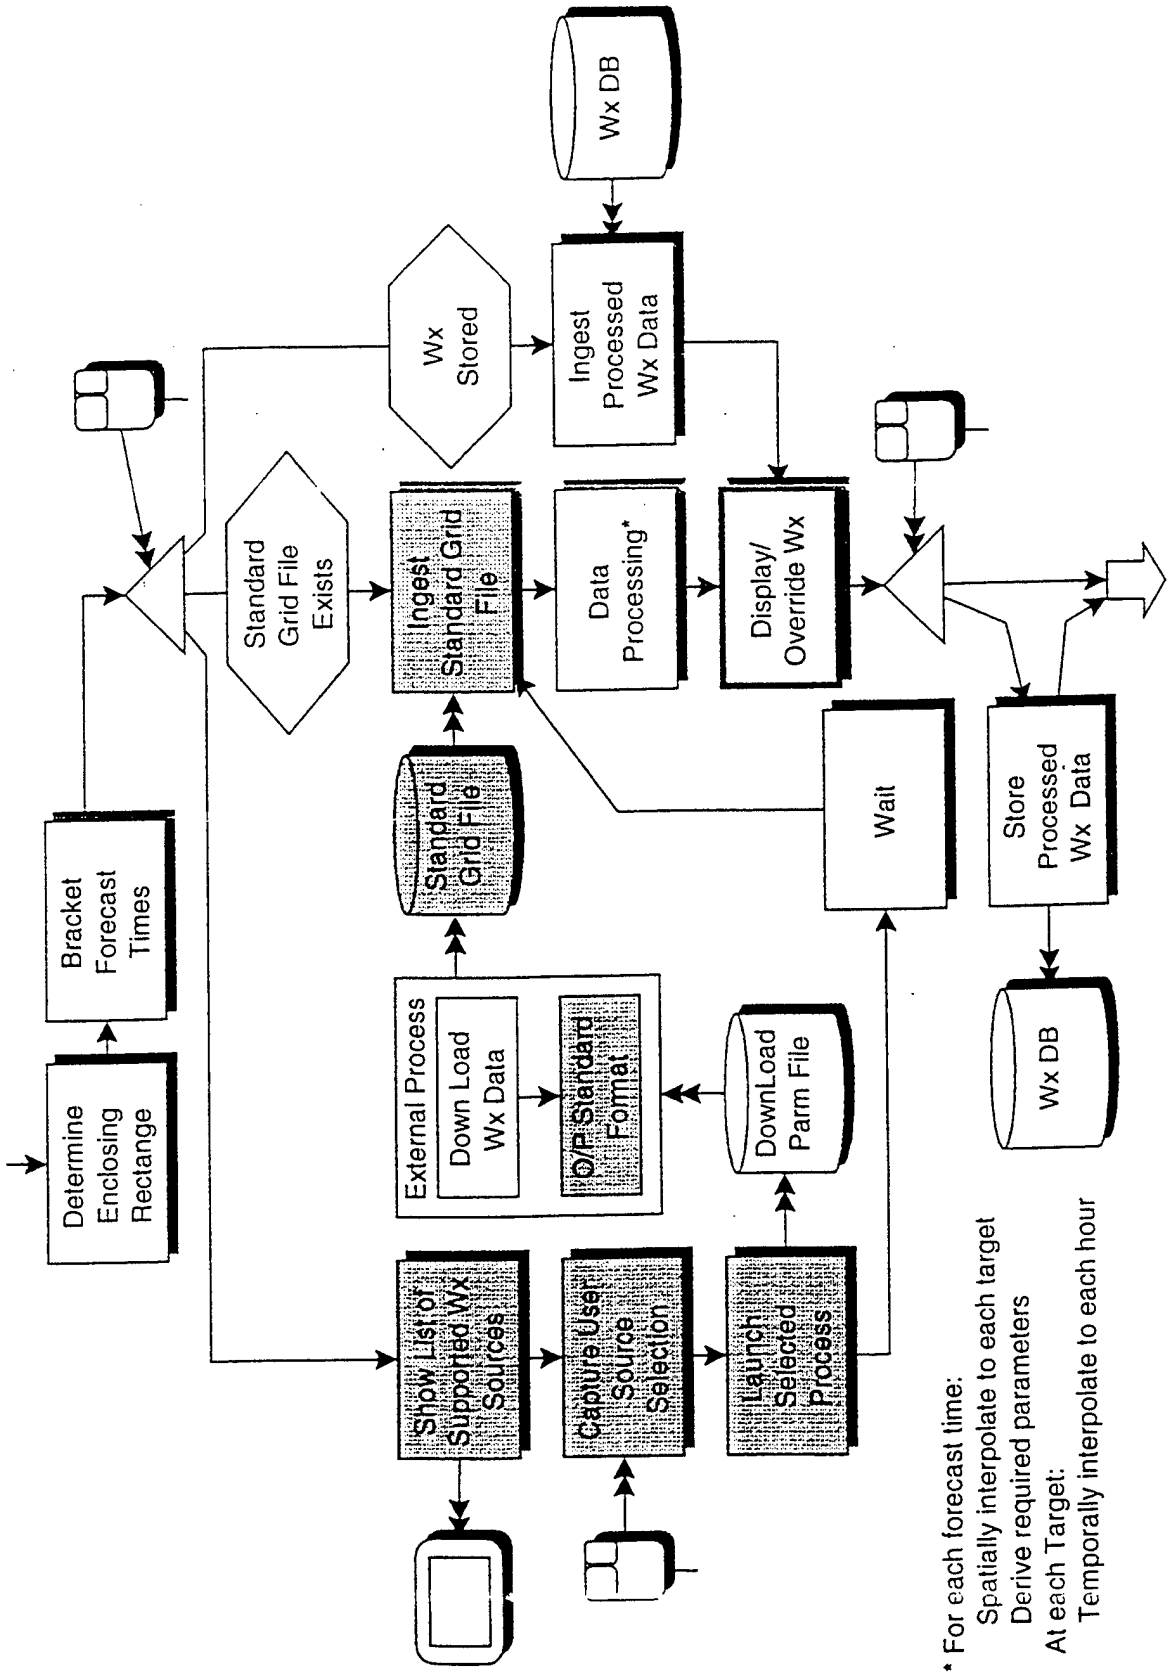 Determine
Enclosing
Rectange
Bracket
Forecast
Times
Standard
Grid File
Exists
Wx
Stored
Show List of
Supported Wx
Sources
External Process
Down Load
Wx Data
O/P Standard
Format
Standard
Grid File
Ingest
Standard Grid
File
Ingest
Processed
Wx Data
Wx DB
Capture User
Source
Selection
Data
Processing*
Launch
Selected
Process
DownLoad
Parm File
Wait
Display/
Override Wx
Wx DB
Store
Processed
Wx Data
* For each forecast time:
Spatially interpolate to each target
Derive required parameters
At each Target:
Temporally interpolate to each hour